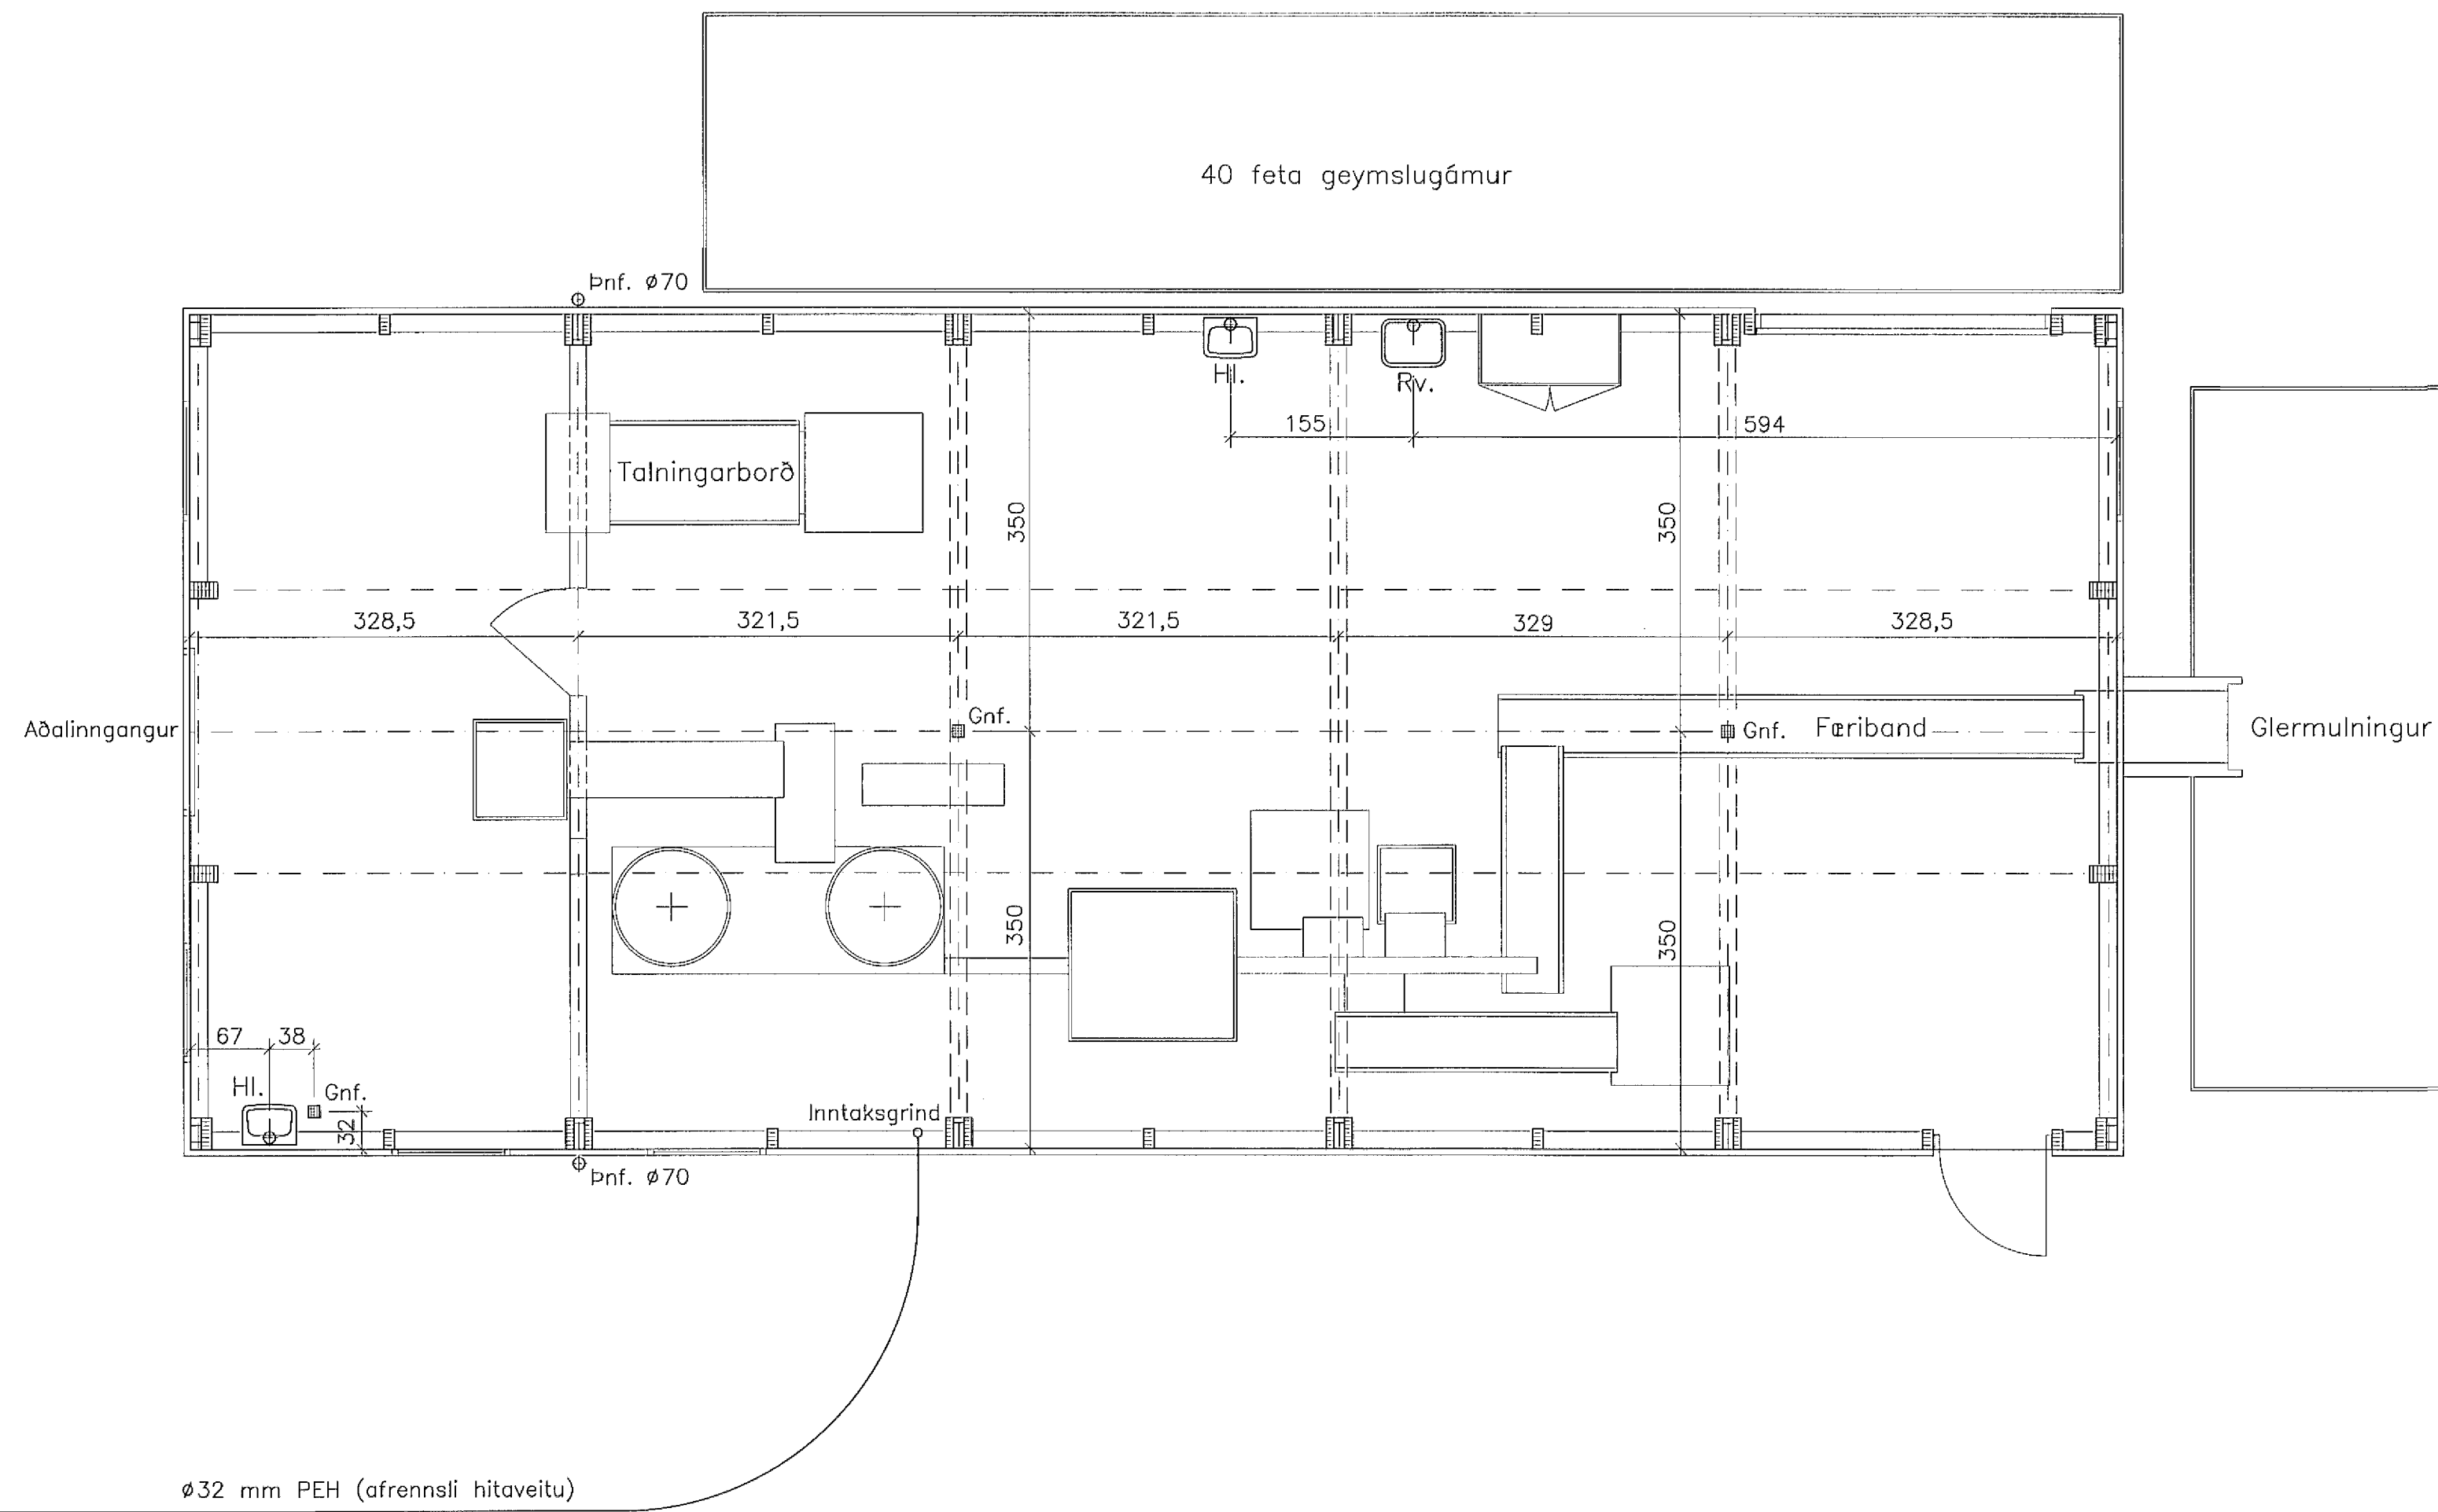 40 feta geymslugámur
Þnf. ø70
Hl.
Rv.
155
594
Talningarborð
350
350
328,5
321,5
321,5
329
328,5
Aðalinngangur
Gnf.
Gnf.
Færiband
Glermulningur
350
350
67
38
Hl.
Gnf.
32
Inntaksgrind
Þnf. ø70
ø32 mm PEH (afrennsli hitaveitu)